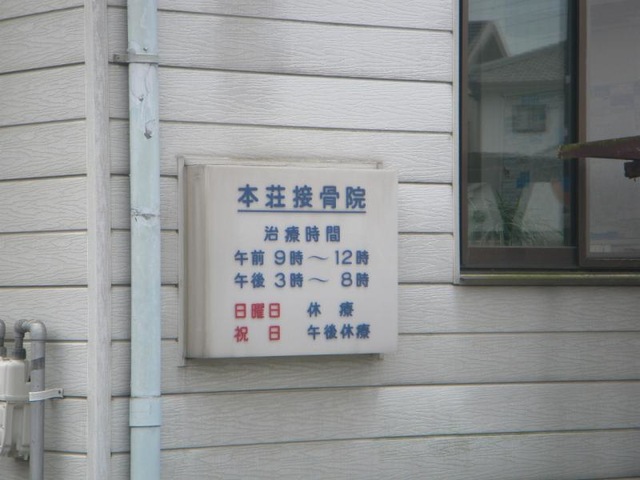 本荘接骨院
治療時間
午前 9時～12時
午後 3時～ 8時
日曜日 休 療
祝 日 午後休療